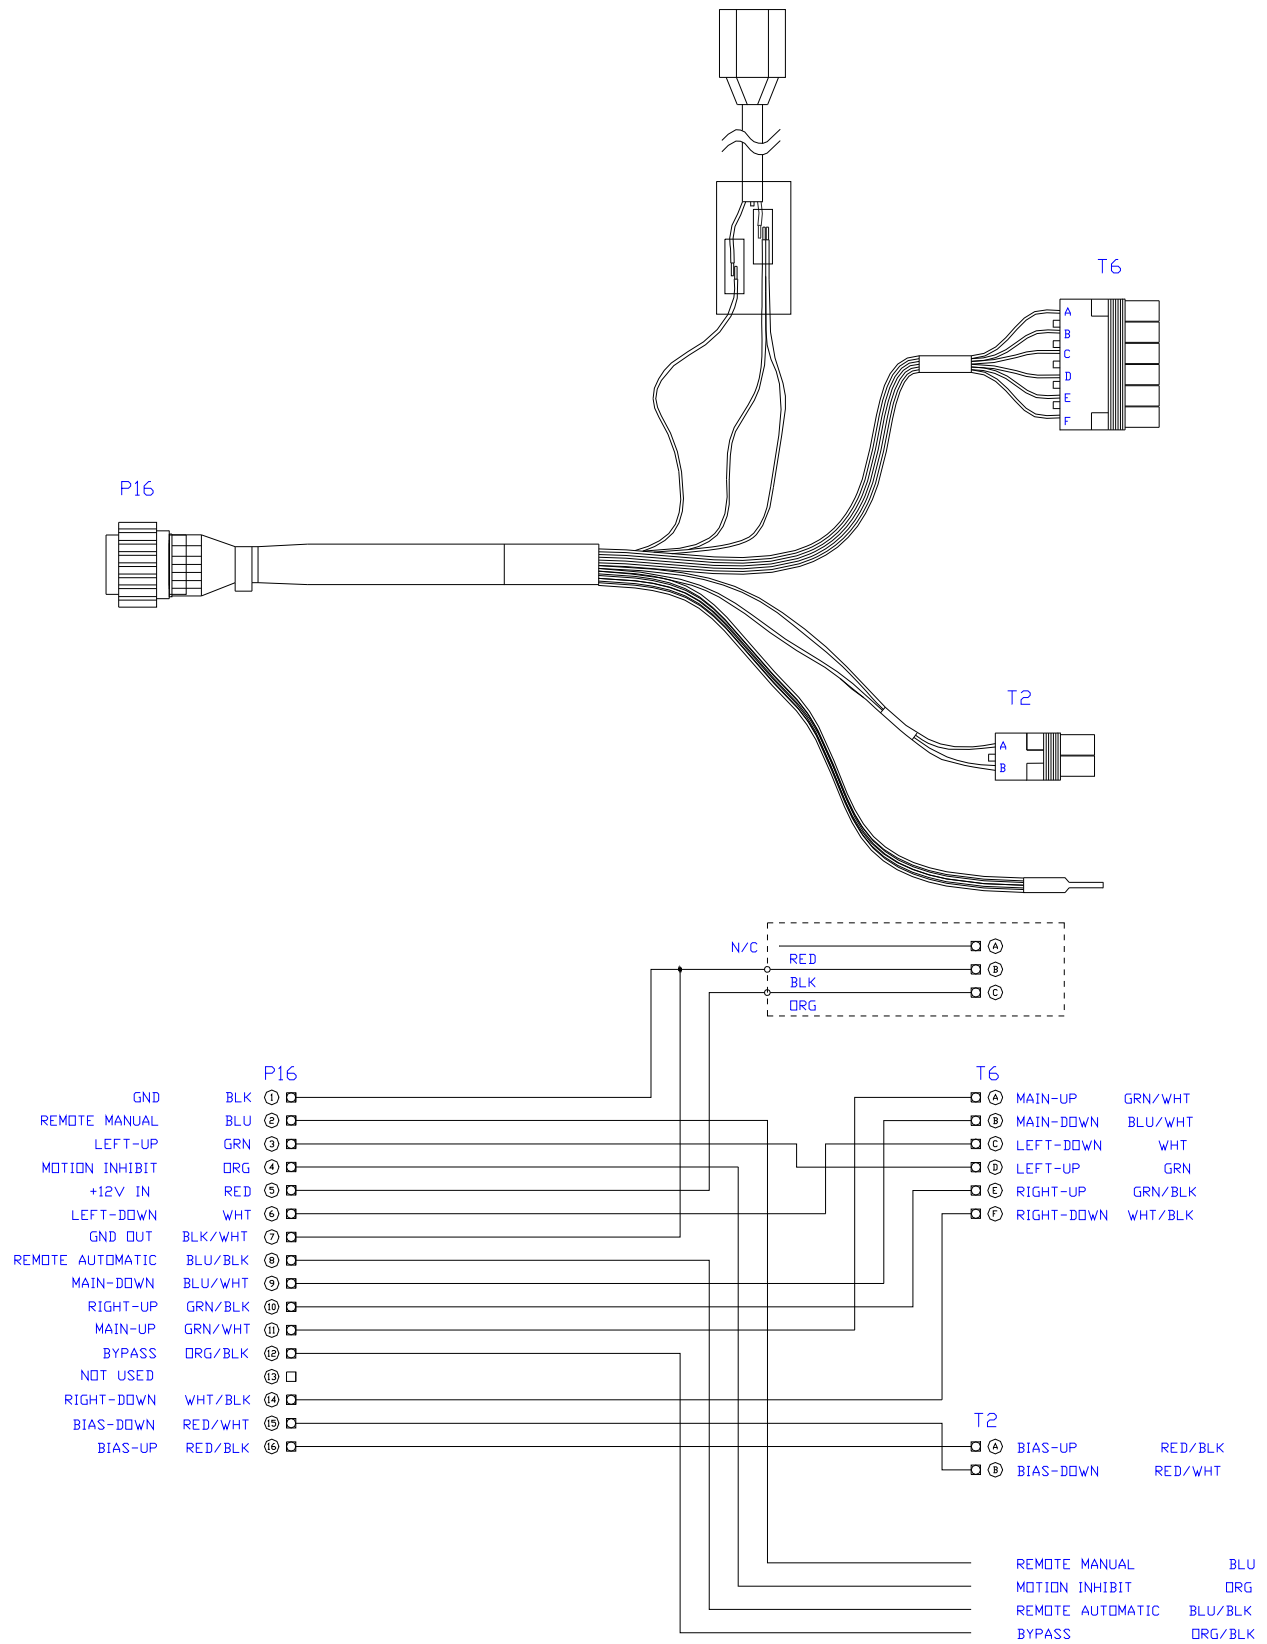 T6
A
B
C
D
E
F
P16
T2
A
B
N/C
RED
BLK
ORG
A
B
C
P16
GND BLK 1
REMOTE MANUAL BLU 2
LEFT-UP GRN 3
MOTION INHIBIT ORG 4
+12V IN RED 5
LEFT-DOWN WHT 6
GND OUT BLK/WHT 7
REMOTE AUTOMATIC BLU/BLK 8
MAIN-DOWN BLU/WHT 9
RIGHT-UP GRN/BLK 10
MAIN-UP GRN/WHT 11
BYPASS ORG/BLK 12
NOT USED 13
RIGHT-DOWN WHT/BLK 14
BIAS-DOWN RED/WHT 15
BIAS-UP RED/BLK 16
T6
A MAIN-UP GRN/WHT
B MAIN-DOWN BLU/WHT
C LEFT-DOWN WHT
D LEFT-UP GRN
E RIGHT-UP GRN/BLK
F RIGHT-DOWN WHT/BLK
T2
A BIAS-UP RED/BLK
B BIAS-DOWN RED/WHT
REMOTE MANUAL BLU
MOTION INHIBIT ORG
REMOTE AUTOMATIC BLU/BLK
BYPASS ORG/BLK